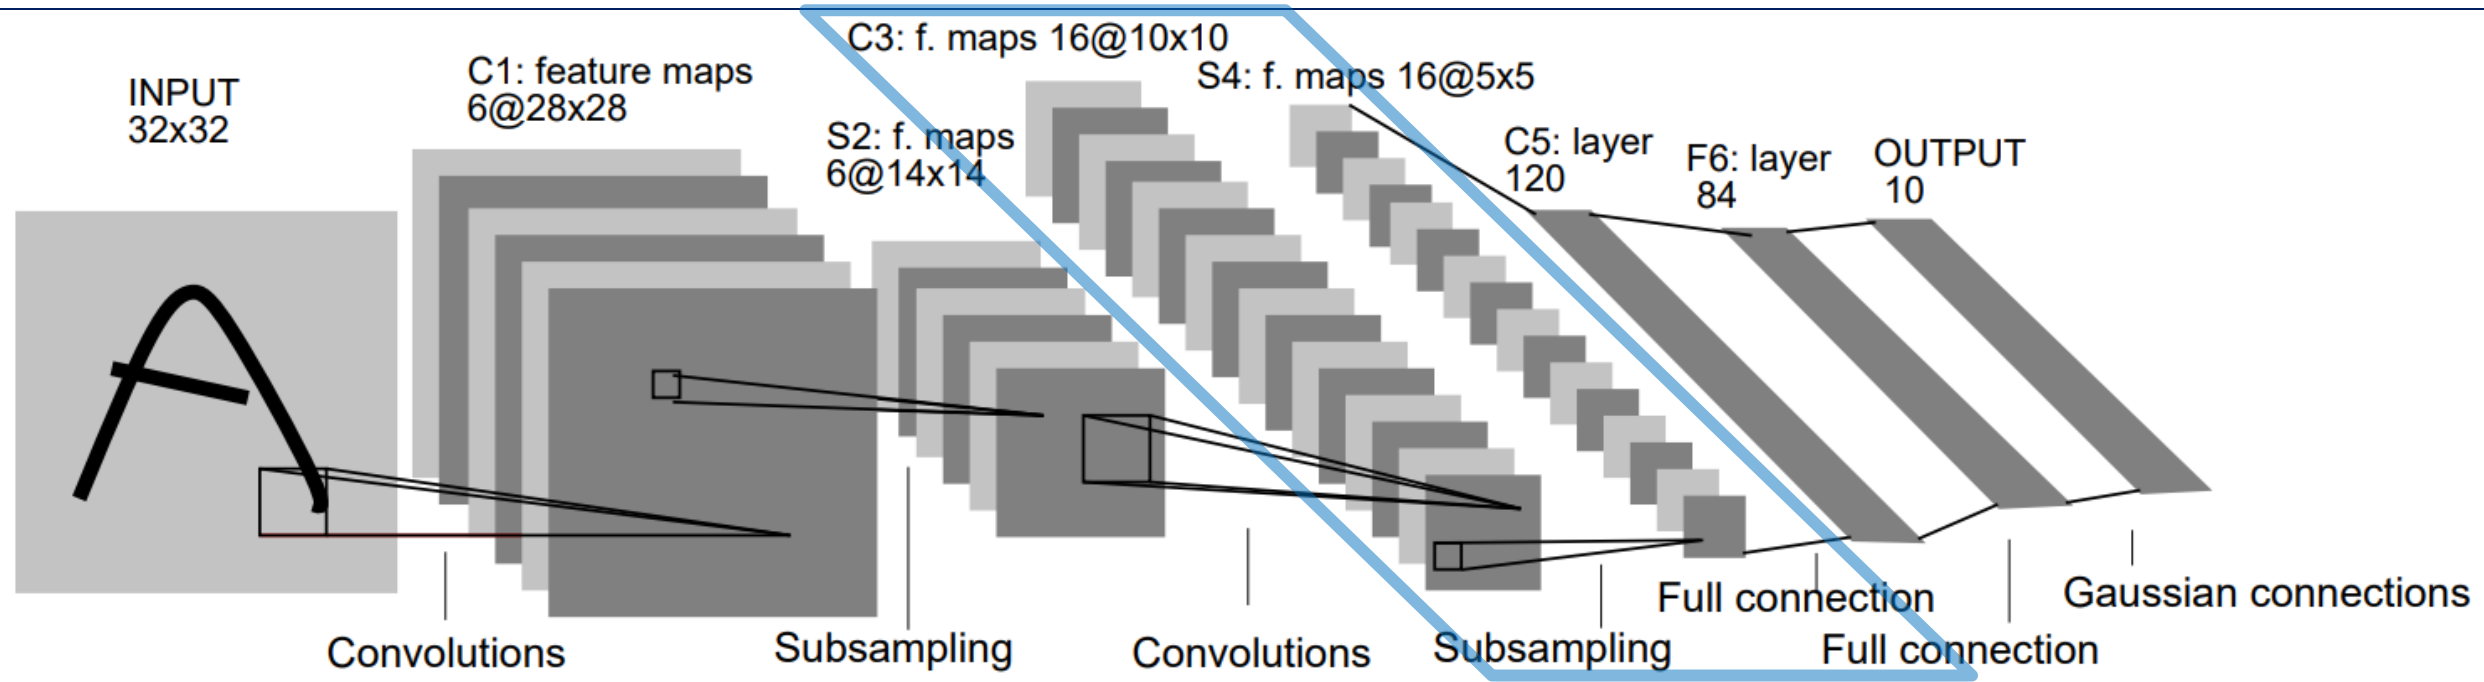 INPUT
32x32
C1: feature maps
6@28x28
S2: f. maps
6@14x14
C3: f. maps 16@10x10
S4: f. maps 16@5x5
C5: layer
120
F6: layer
84
OUTPUT
10
Convolutions
Subsampling
Convolutions
Subsampling
Full connection
Full connection
Gaussian connections